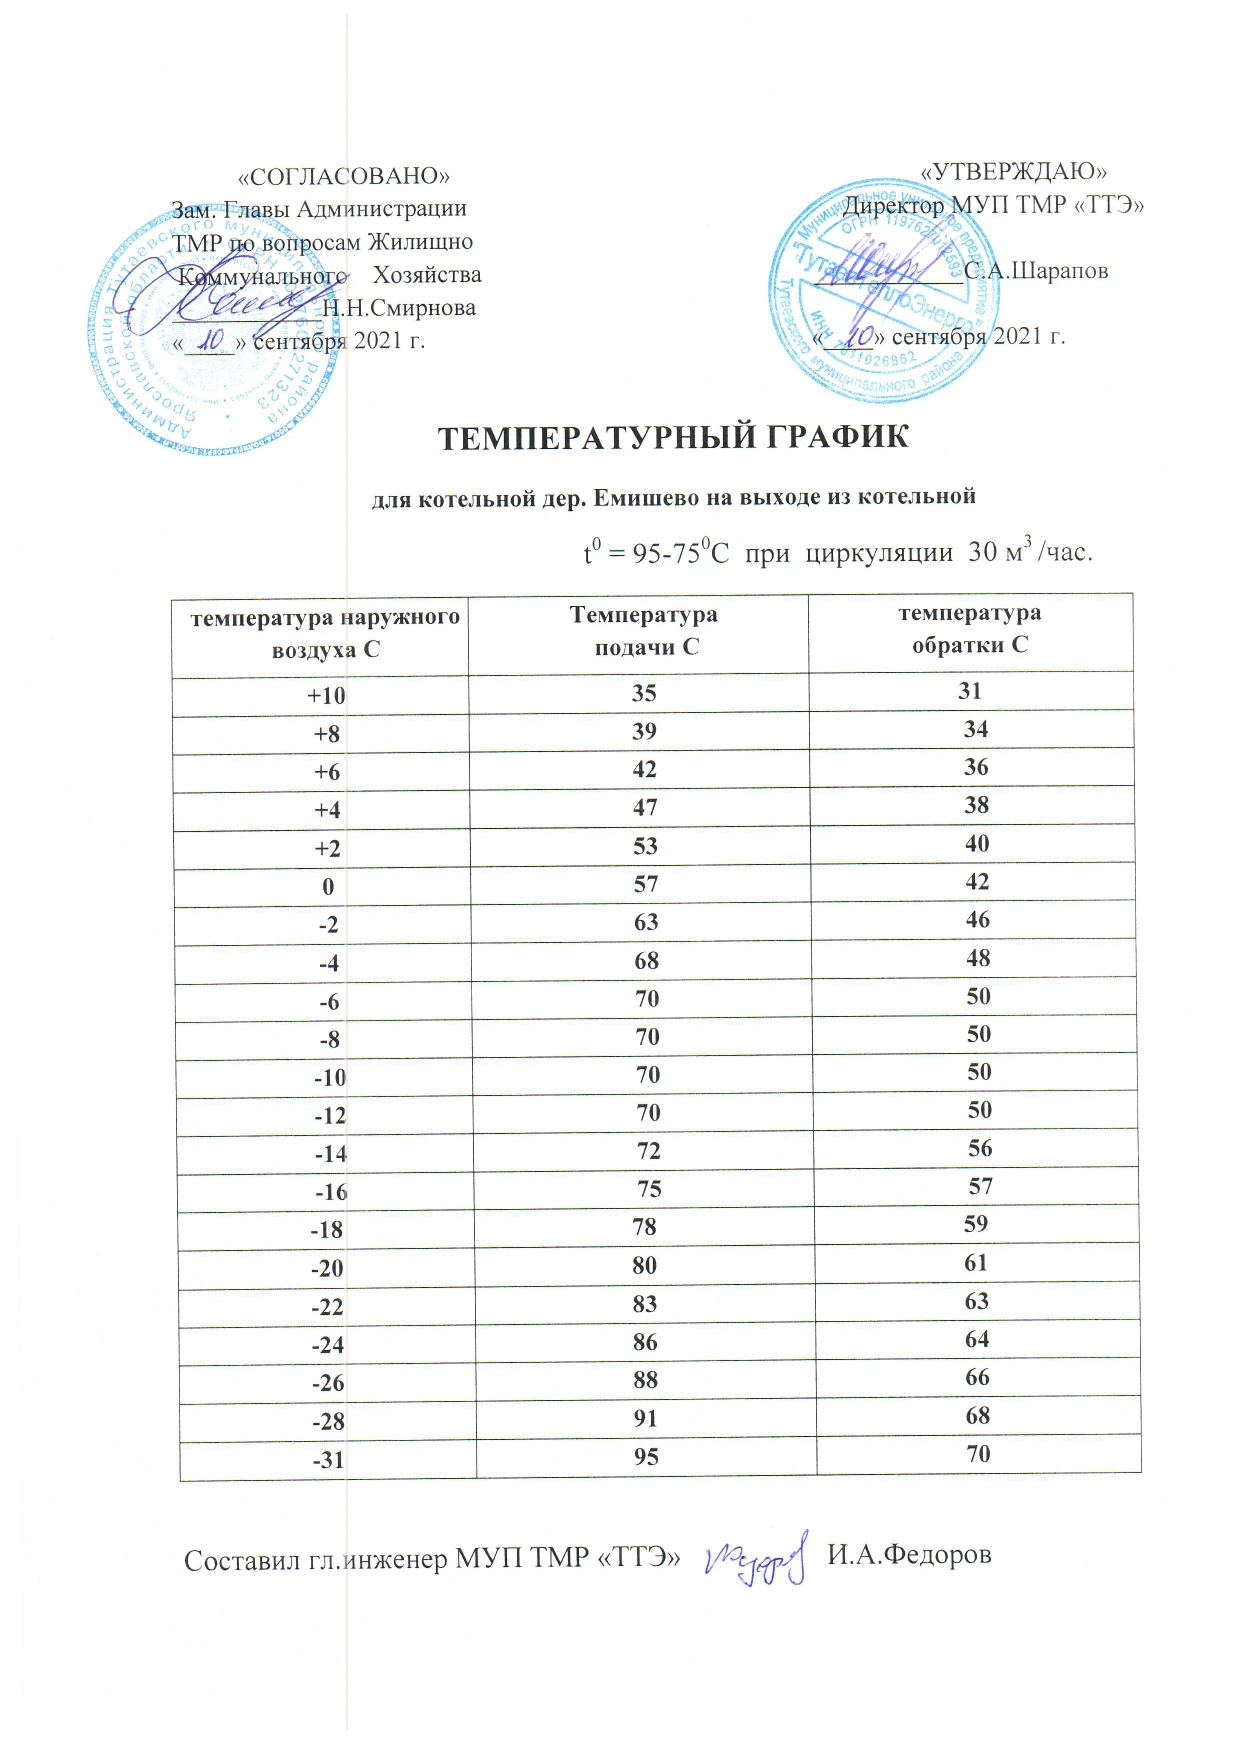 «СОГЛАСОВАНО»
Зам. Главы Администрации
ТМР по вопросам Жилищно
Коммунального Хозяйства
____________Н.Н.Смирнова
« 10 » сентября 2021 г.
«УТВЕРЖДАЮ»
Директор МУП ТМР «ТТЭ»
____________С.А.Шарапов
« 10 » сентября 2021 г.
ТЕМПЕРАТУРНЫЙ ГРАФИК
для котельной дер. Емишево на выходе из котельной
t⁰ = 95-75⁰С при циркуляции 30 м³/час.
температура наружного воздуха С Температура подачи С температура обратки С
+10 35 31
+8 39 34
+6 42 36
+4 47 38
+2 53 40
0 57 42
-2 63 46
-4 68 48
-6 70 50
-8 70 50
-10 70 50
-12 70 50
-14 72 56
-16 75 57
-18 78 59
-20 80 61
-22 83 63
-24 86 64
-26 88 66
-28 91 68
-31 95 70
Составил гл.инженер МУП ТМР «ТТЭ» И.А.Федоров